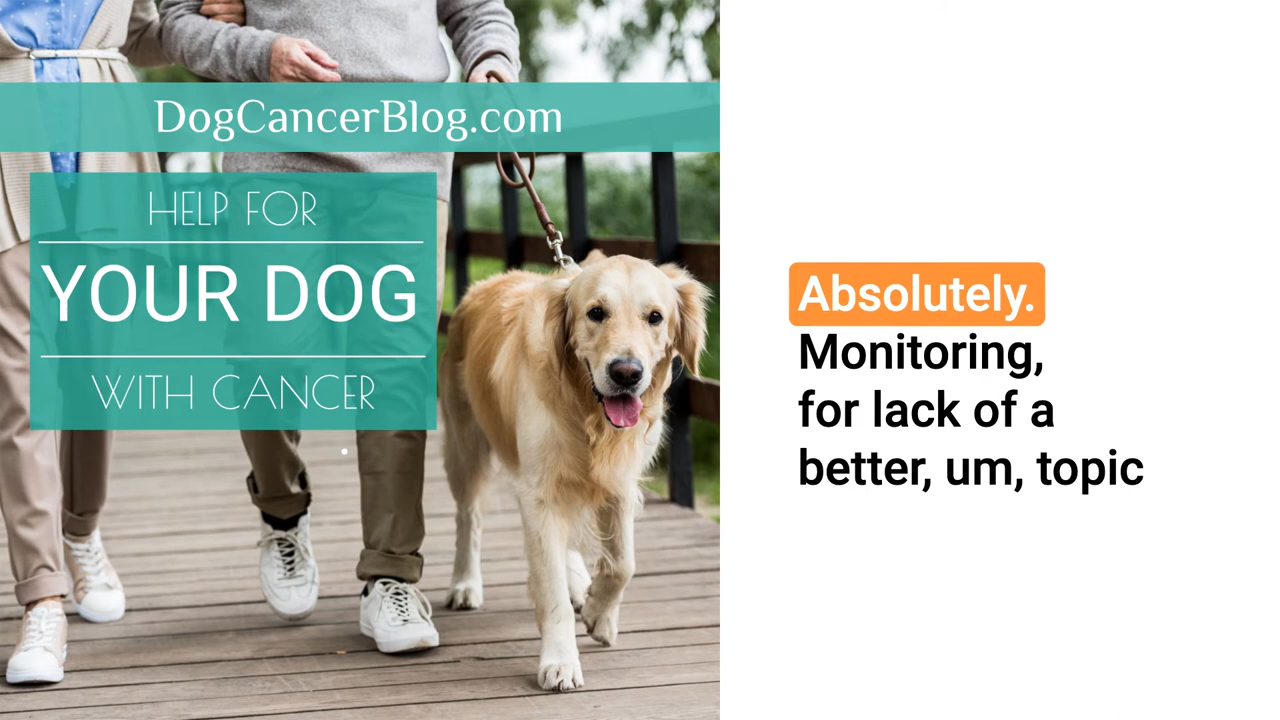 DogCancerBlog.com
HELP FOR
YOUR DOG
WITH CANCER
Absolutely.
Monitoring,
for lack of a
better, um, topic